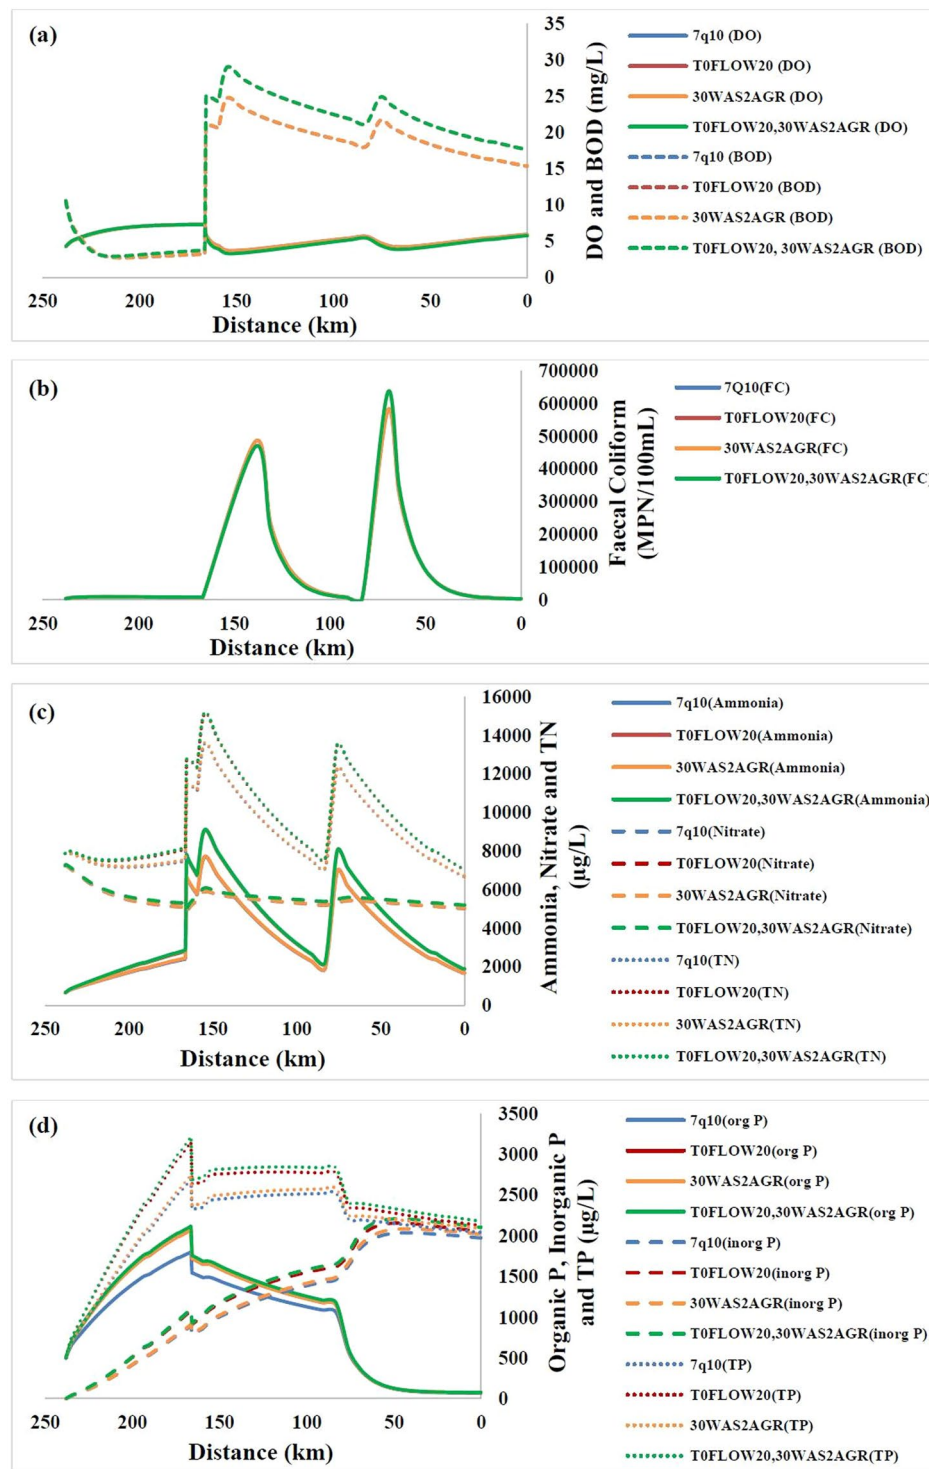 (a)
35
30
25
20
15
10
5
0
DO and BOD (mg/L)
250
200
150
100
50
0
Distance (km)
7q10 (DO)
T0FLOW20 (DO)
30WAS2AGR (DO)
T0FLOW20,30WAS2AGR (DO)
7q10 (BOD)
T0FLOW20 (BOD)
30WAS2AGR (BOD)
T0FLOW20, 30WAS2AGR (BOD)
(b)
700000
600000
500000
400000
300000
200000
100000
0
Faecal Coliform
(MPN/100mL)
250
200
150
100
50
0
Distance (km)
7Q10(FC)
T0FLOW20(FC)
30WAS2AGR(FC)
T0FLOW20,30WAS2AGR(FC)
(c)
16000
14000
12000
10000
8000
6000
4000
2000
0
Ammonia, Nitrate and TN
(µg/L)
250
200
150
100
50
0
Distance (km)
7q10(Ammonia)
T0FLOW20(Ammonia)
30WAS2AGR(Ammonia)
T0FLOW20,30WAS2AGR(Ammonia)
7q10(Nitrate)
T0FLOW20(Nitrate)
30WAS2AGR(Nitrate)
T0FLOW20,30WAS2AGR(Nitrate)
7q10(TN)
T0FLOW20(TN)
30WAS2AGR(TN)
T0FLOW20,30WAS2AGR(TN)
(d)
3500
3000
2500
2000
1500
1000
500
0
Organic P, Inorganic P
and TP (µg/L)
250
200
150
100
50
0
Distance (km)
7q10(org P)
T0FLOW20(org P)
30WAS2AGR(org P)
T0FLOW20,30WAS2AGR(org P)
7q10(inorg P)
T0FLOW20(inorg P)
30WAS2AGR(inorg P)
T0FLOW20,30WAS2AGR(inorg P)
7q10(TP)
T0FLOW20(TP)
30WAS2AGR(TP)
T0FLOW20,30WAS2AGR(TP)